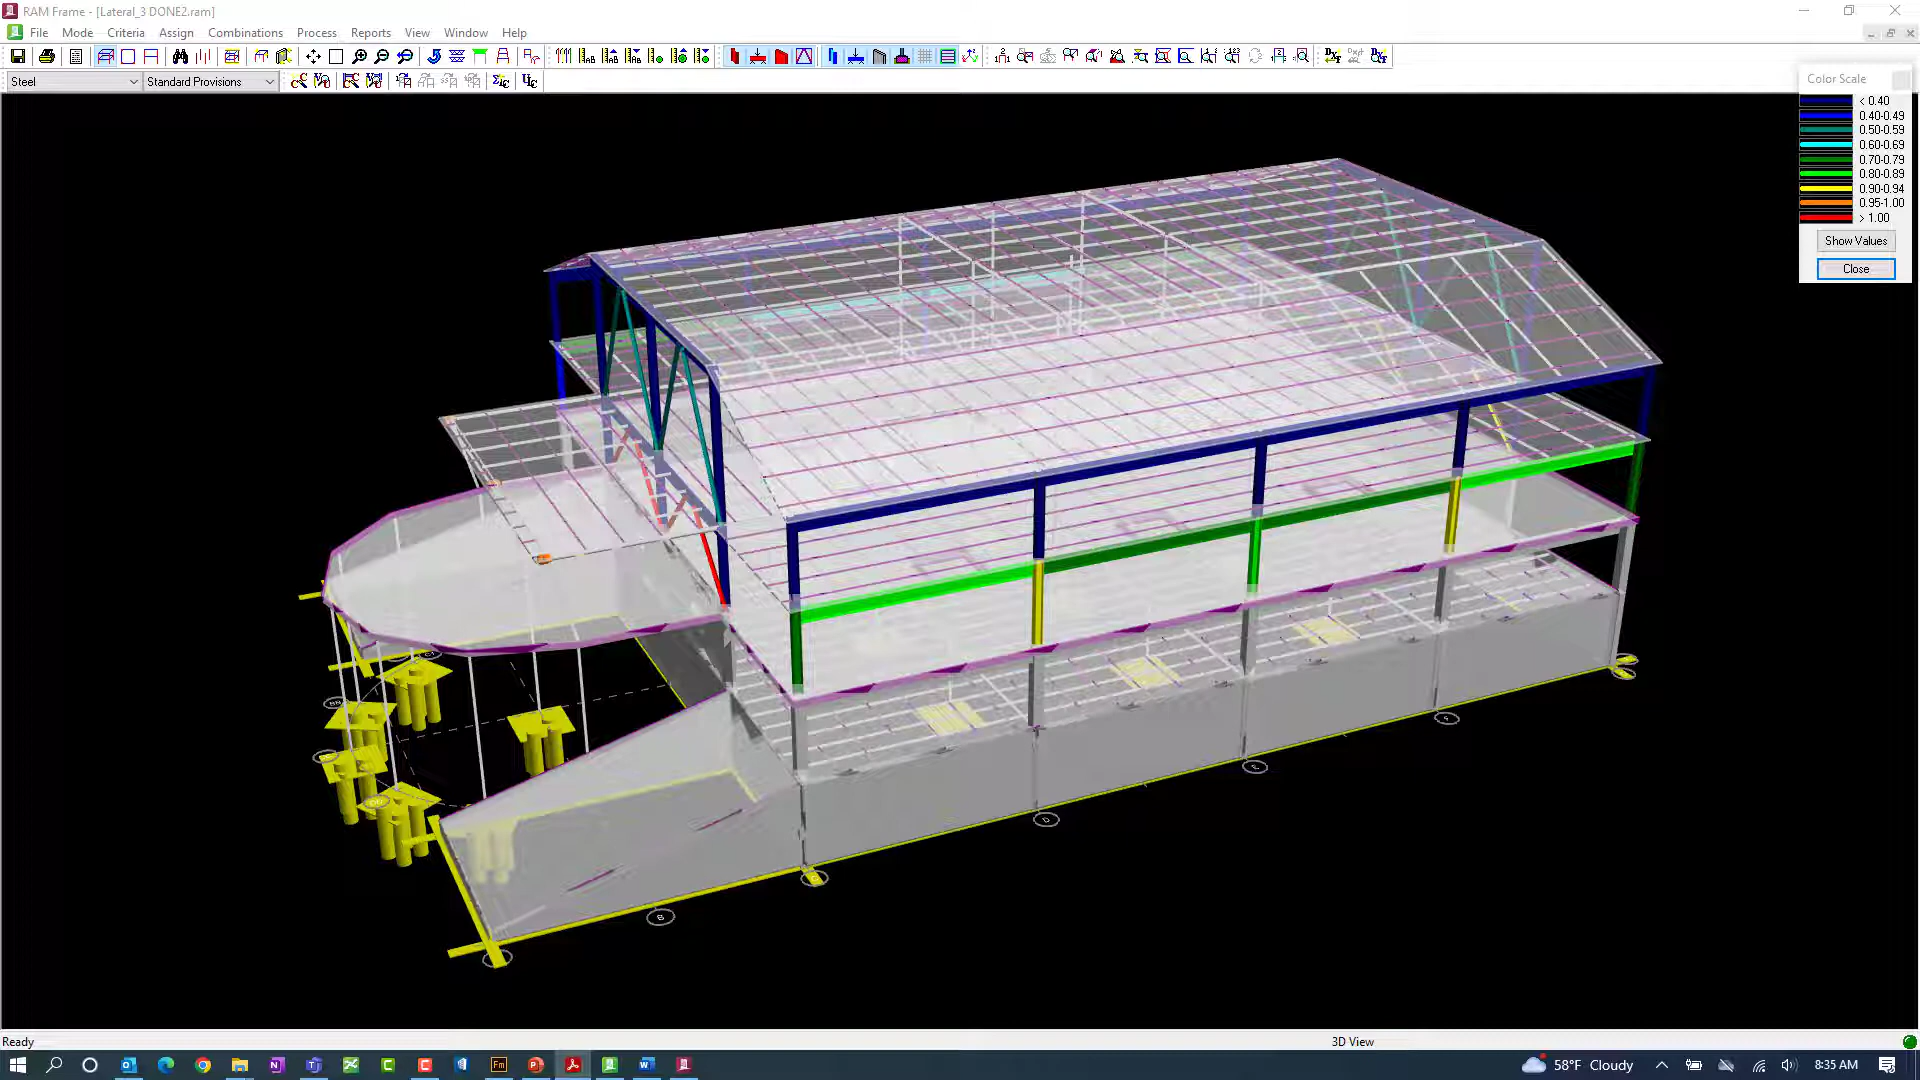 RAM Frame - [Lateral_3 DONE2.ram]
File Mode Criteria Assign Combinations Process Reports View Window Help
Steel Standard Provisions
Color Scale
< 0.40
0.40-0.49
0.50-0.59
0.60-0.69
0.70-0.79
0.80-0.89
0.90-0.94
0.95-1.00
> 1.00
Show Values
Close
Ready 3D View
58°F Cloudy 8:35 AM